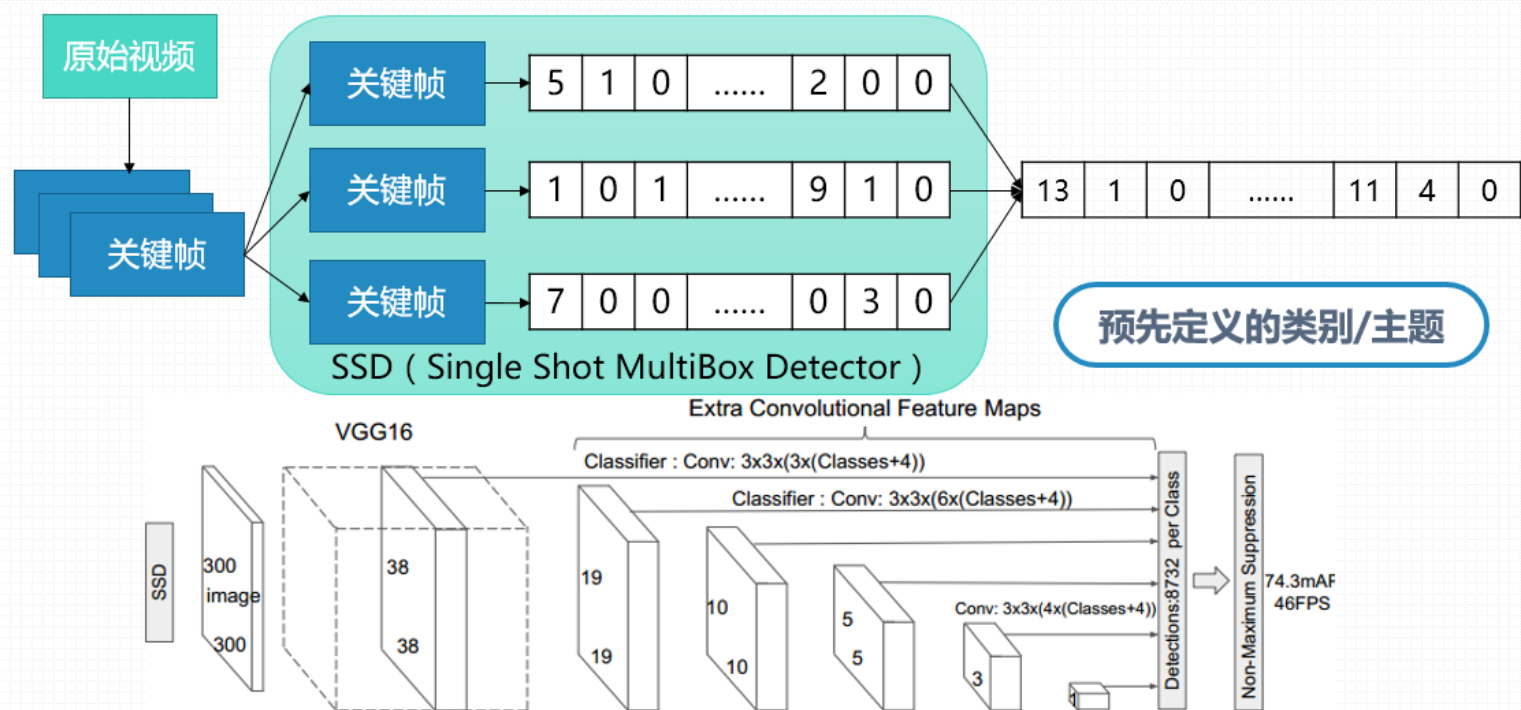 原始视频
关键帧
关键帧
5 1 0 …… 2 0 0
关键帧
1 0 1 …… 9 1 0
关键帧
7 0 0 …… 0 3 0
13 1 0 …… 11 4 0
SSD（Single Shot MultiBox Detector）
预先定义的类别/主题
Extra Convolutional Feature Maps
VGG16
Classifier : Conv: 3x3x(3x(Classes+4))
Classifier : Conv: 3x3x(6x(Classes+4))
Conv: 3x3x(4x(Classes+4))
SSD
300
image
300
38
38
19
19
10
10
5
5
3
1
Detections:8732 per Class
Non-Maximum Suppression
74.3mAP
46FPS